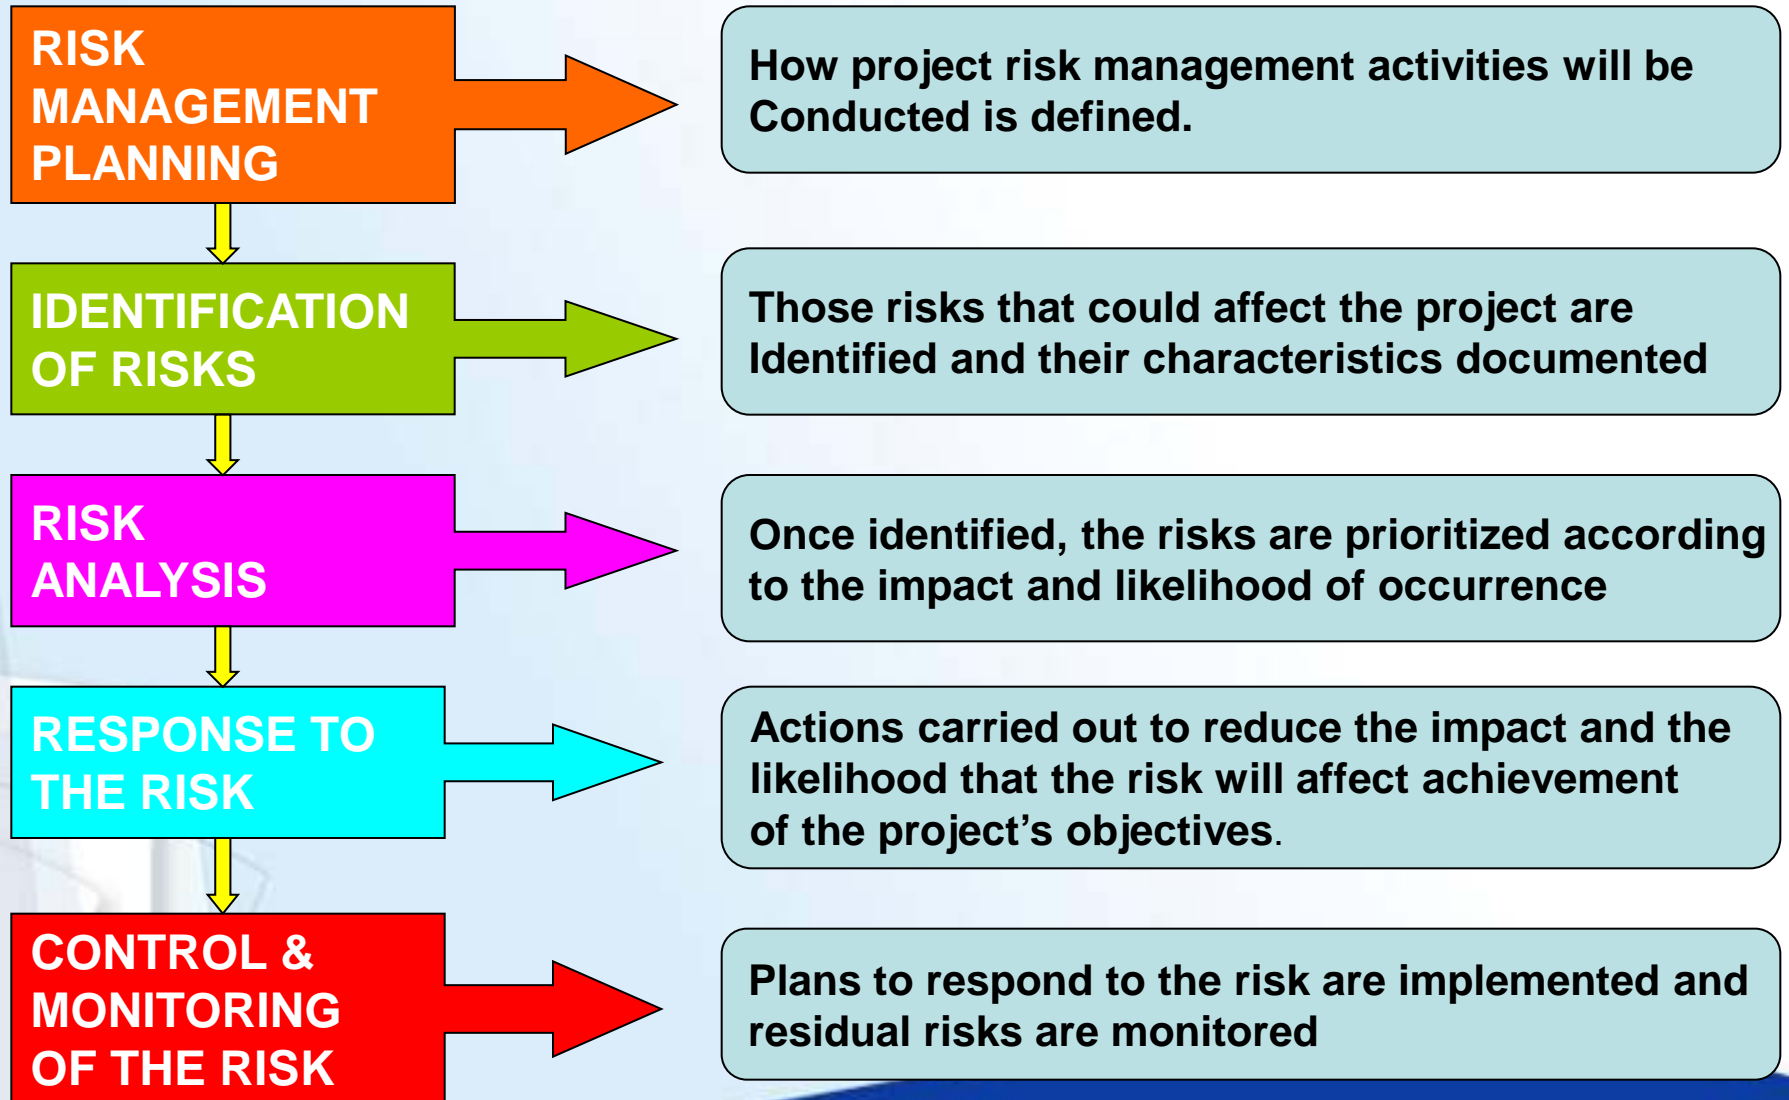 RISK
MANAGEMENT
PLANNING
How project risk management activities will be
Conducted is defined.
IDENTIFICATION
OF RISKS
Those risks that could affect the project are
Identified and their characteristics documented
RISK
ANALYSIS
Once identified, the risks are prioritized according
to the impact and likelihood of occurrence
RESPONSE TO
THE RISK
Actions carried out to reduce the impact and the
likelihood that the risk will affect achievement
of the project’s objectives.
CONTROL &
MONITORING
OF THE RISK
Plans to respond to the risk are implemented and
residual risks are monitored